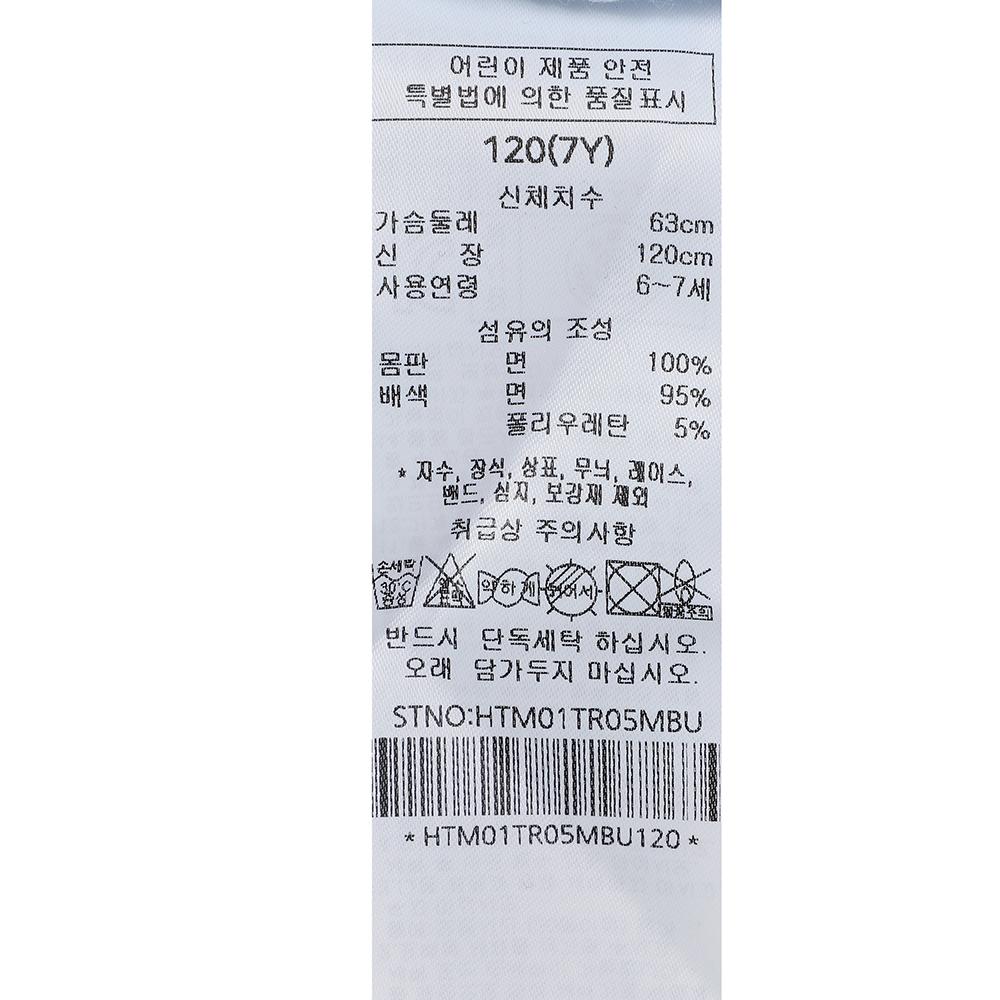 어린이 제품 안전
특별법에 의한 품질표시
120(7Y)
신체치수
가슴둘레 63cm
신 장 120cm
사용연령 6~7세
섬유의 조성
몸판 면 100%
배색 면 95%
폴리우레탄 5%
* 자수, 장식, 상표, 무늬, 레이스,
밴드, 심지, 보강재 제외
취급상 주의사항
손세탁
30℃
중성
약하게
뉘어서
반드시 단독세탁 하십시오.
오래 담가두지 마십시오.
STNO:HTM01TR05MBU
* HTM01TR05MBU120 *